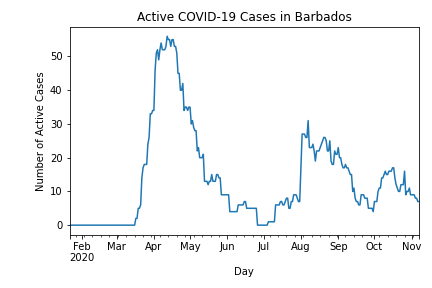 Active COVID-19 Cases in Barbados
Number of Active Cases
50
40
30
20
10
0
Feb Mar Apr May Jun Jul Aug Sep Oct Nov
2020
Day